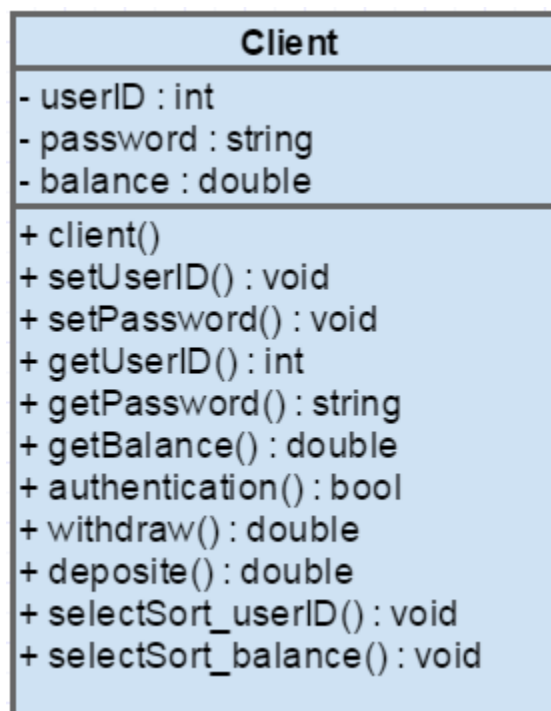 Client
- userID : int
- password : string
- balance : double
+ client()
+ setUserID() : void
+ setPassword() : void
+ getUserID() : int
+ getPassword() : string
+ getBalance() : double
+ authentication() : bool
+ withdraw() : double
+ deposite() : double
+ selectSort_userID() : void
+ selectSort_balance() : void